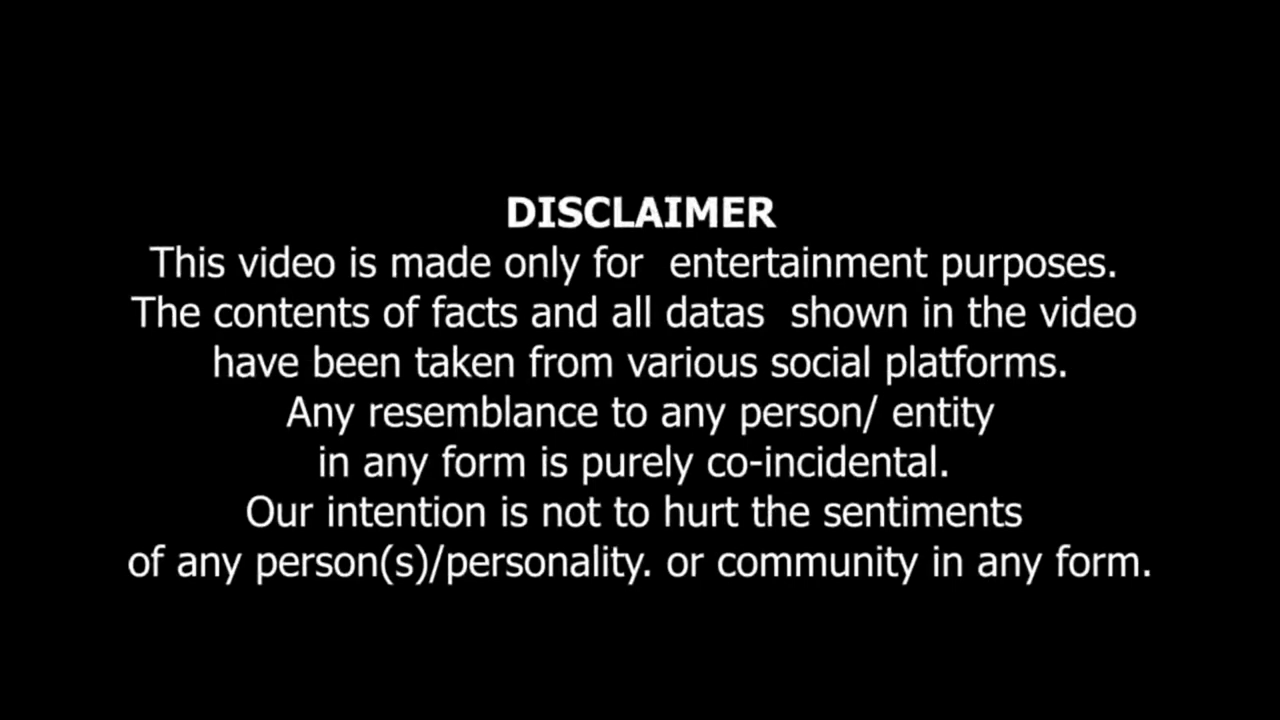 DISCLAIMER
This video is made only for  entertainment purposes.
The contents of facts and all datas  shown in the video
have been taken from various social platforms.
Any resemblance to any person/ entity
in any form is purely co-incidental.
Our intention is not to hurt the sentiments
of any person(s)/personality. or community in any form.